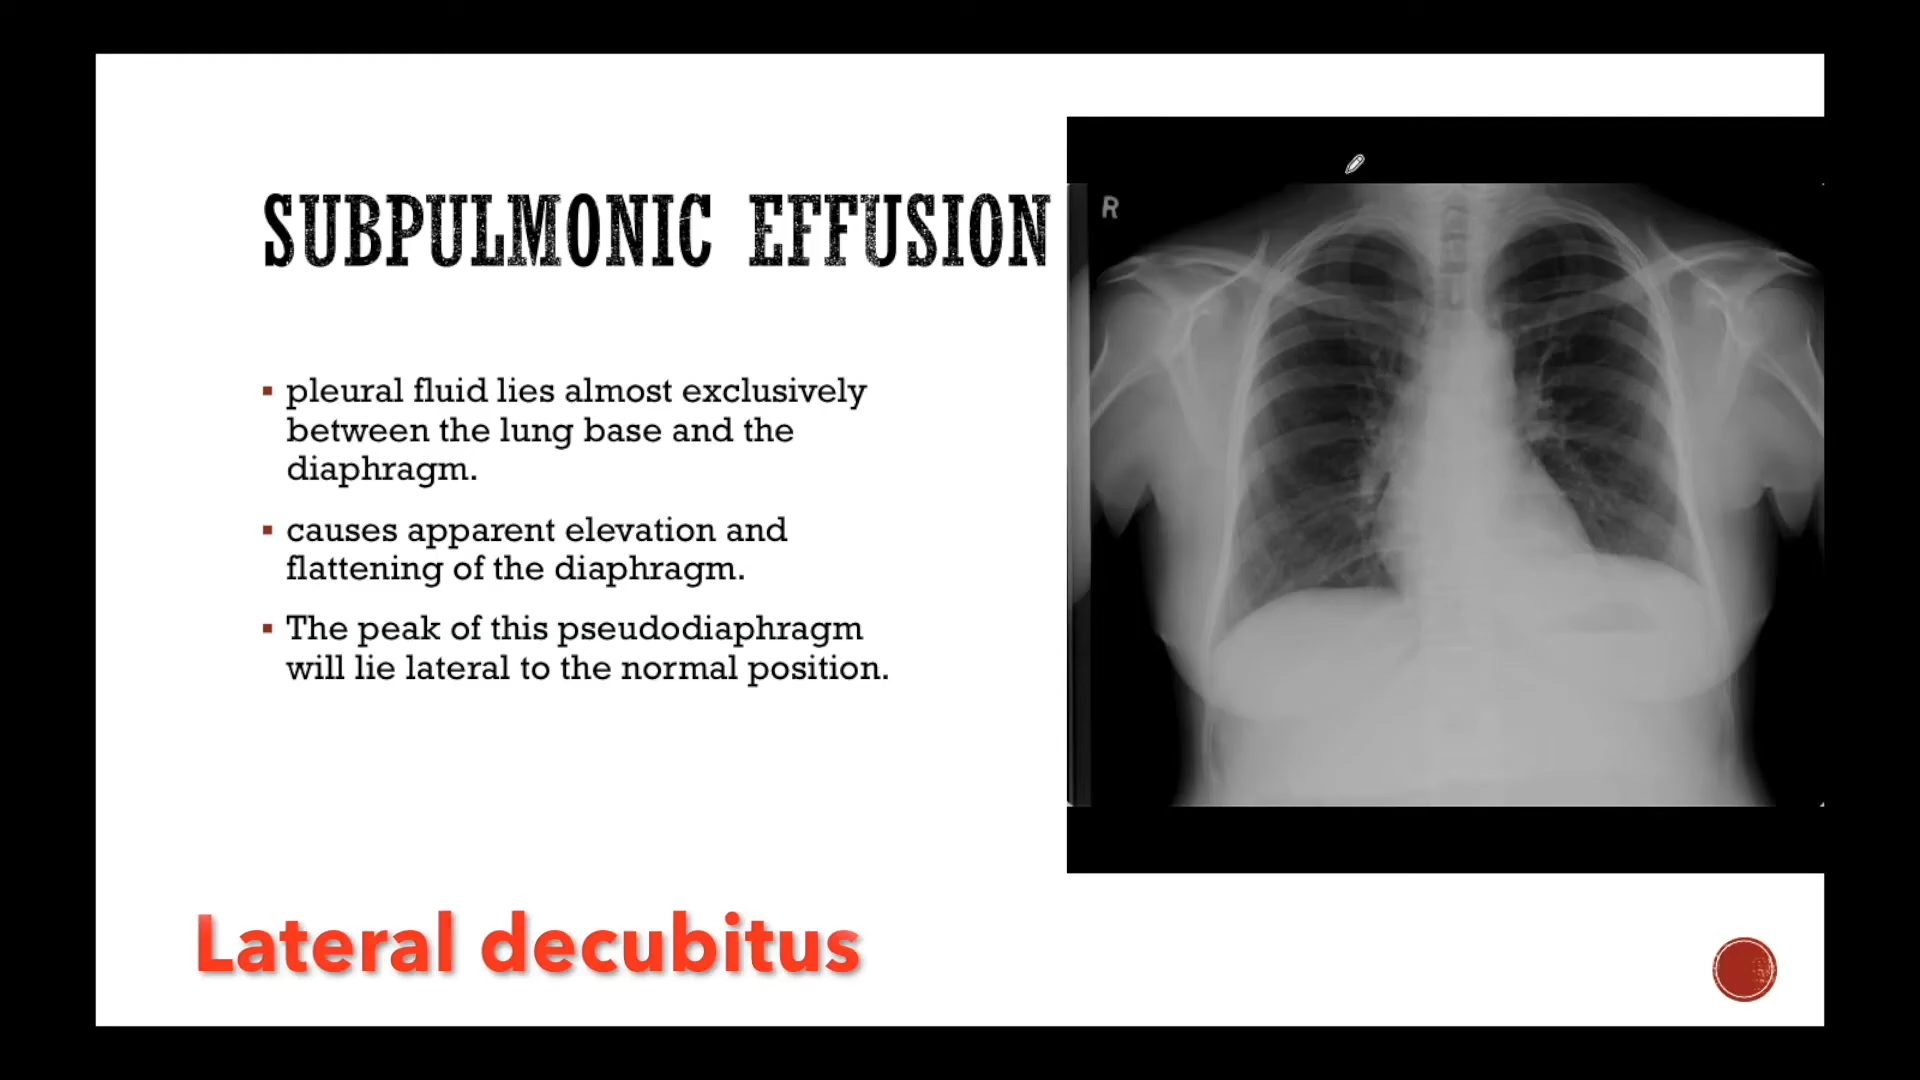 SUBPULMONIC EFFUSION
R
▪ pleural fluid lies almost exclusively
between the lung base and the
diaphragm.
▪ causes apparent elevation and
flattening of the diaphragm.
▪ The peak of this pseudodiaphragm
will lie lateral to the normal position.
Lateral decubitus